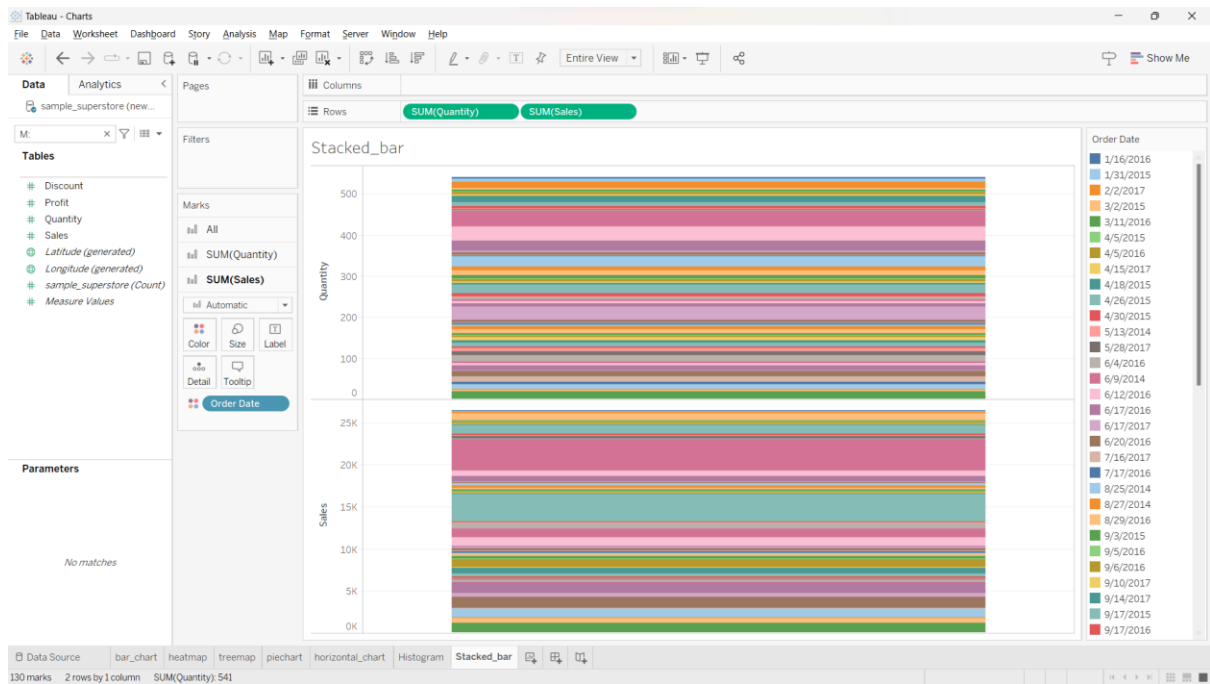 Tableau - Charts
File Data Worksheet Dashboard Story Analysis Map Format Server Window Help
Entire View
Show Me
Data Analytics
sample_superstore (new...
M:
Tables
Discount
Profit
Quantity
Sales
Latitude (generated)
Longitude (generated)
sample_superstore (Count)
Measure Values
Parameters
No matches
Pages
Filters
Marks
All
SUM(Quantity)
SUM(Sales)
Automatic
Color Size Label
Detail Tooltip
Order Date
Columns
Rows SUM(Quantity) SUM(Sales)
Stacked_bar
Quantity
500
400
300
200
100
0
Sales
25K
20K
15K
10K
5K
0K
Order Date
1/16/2016
1/31/2015
2/2/2017
3/2/2015
3/11/2016
4/5/2015
4/5/2016
4/15/2017
4/18/2015
4/26/2015
4/30/2015
5/13/2014
5/28/2017
6/4/2016
6/9/2014
6/12/2016
6/17/2016
6/17/2017
6/20/2016
7/16/2017
7/17/2016
8/25/2014
8/27/2014
8/29/2016
9/3/2015
9/5/2016
9/6/2016
9/10/2017
9/14/2017
9/17/2015
9/17/2016
Data Source bar_chart heatmap treemap piechart horizontal_chart Histogram Stacked_bar
130 marks 2 rows by 1 column SUM(Quantity): 541